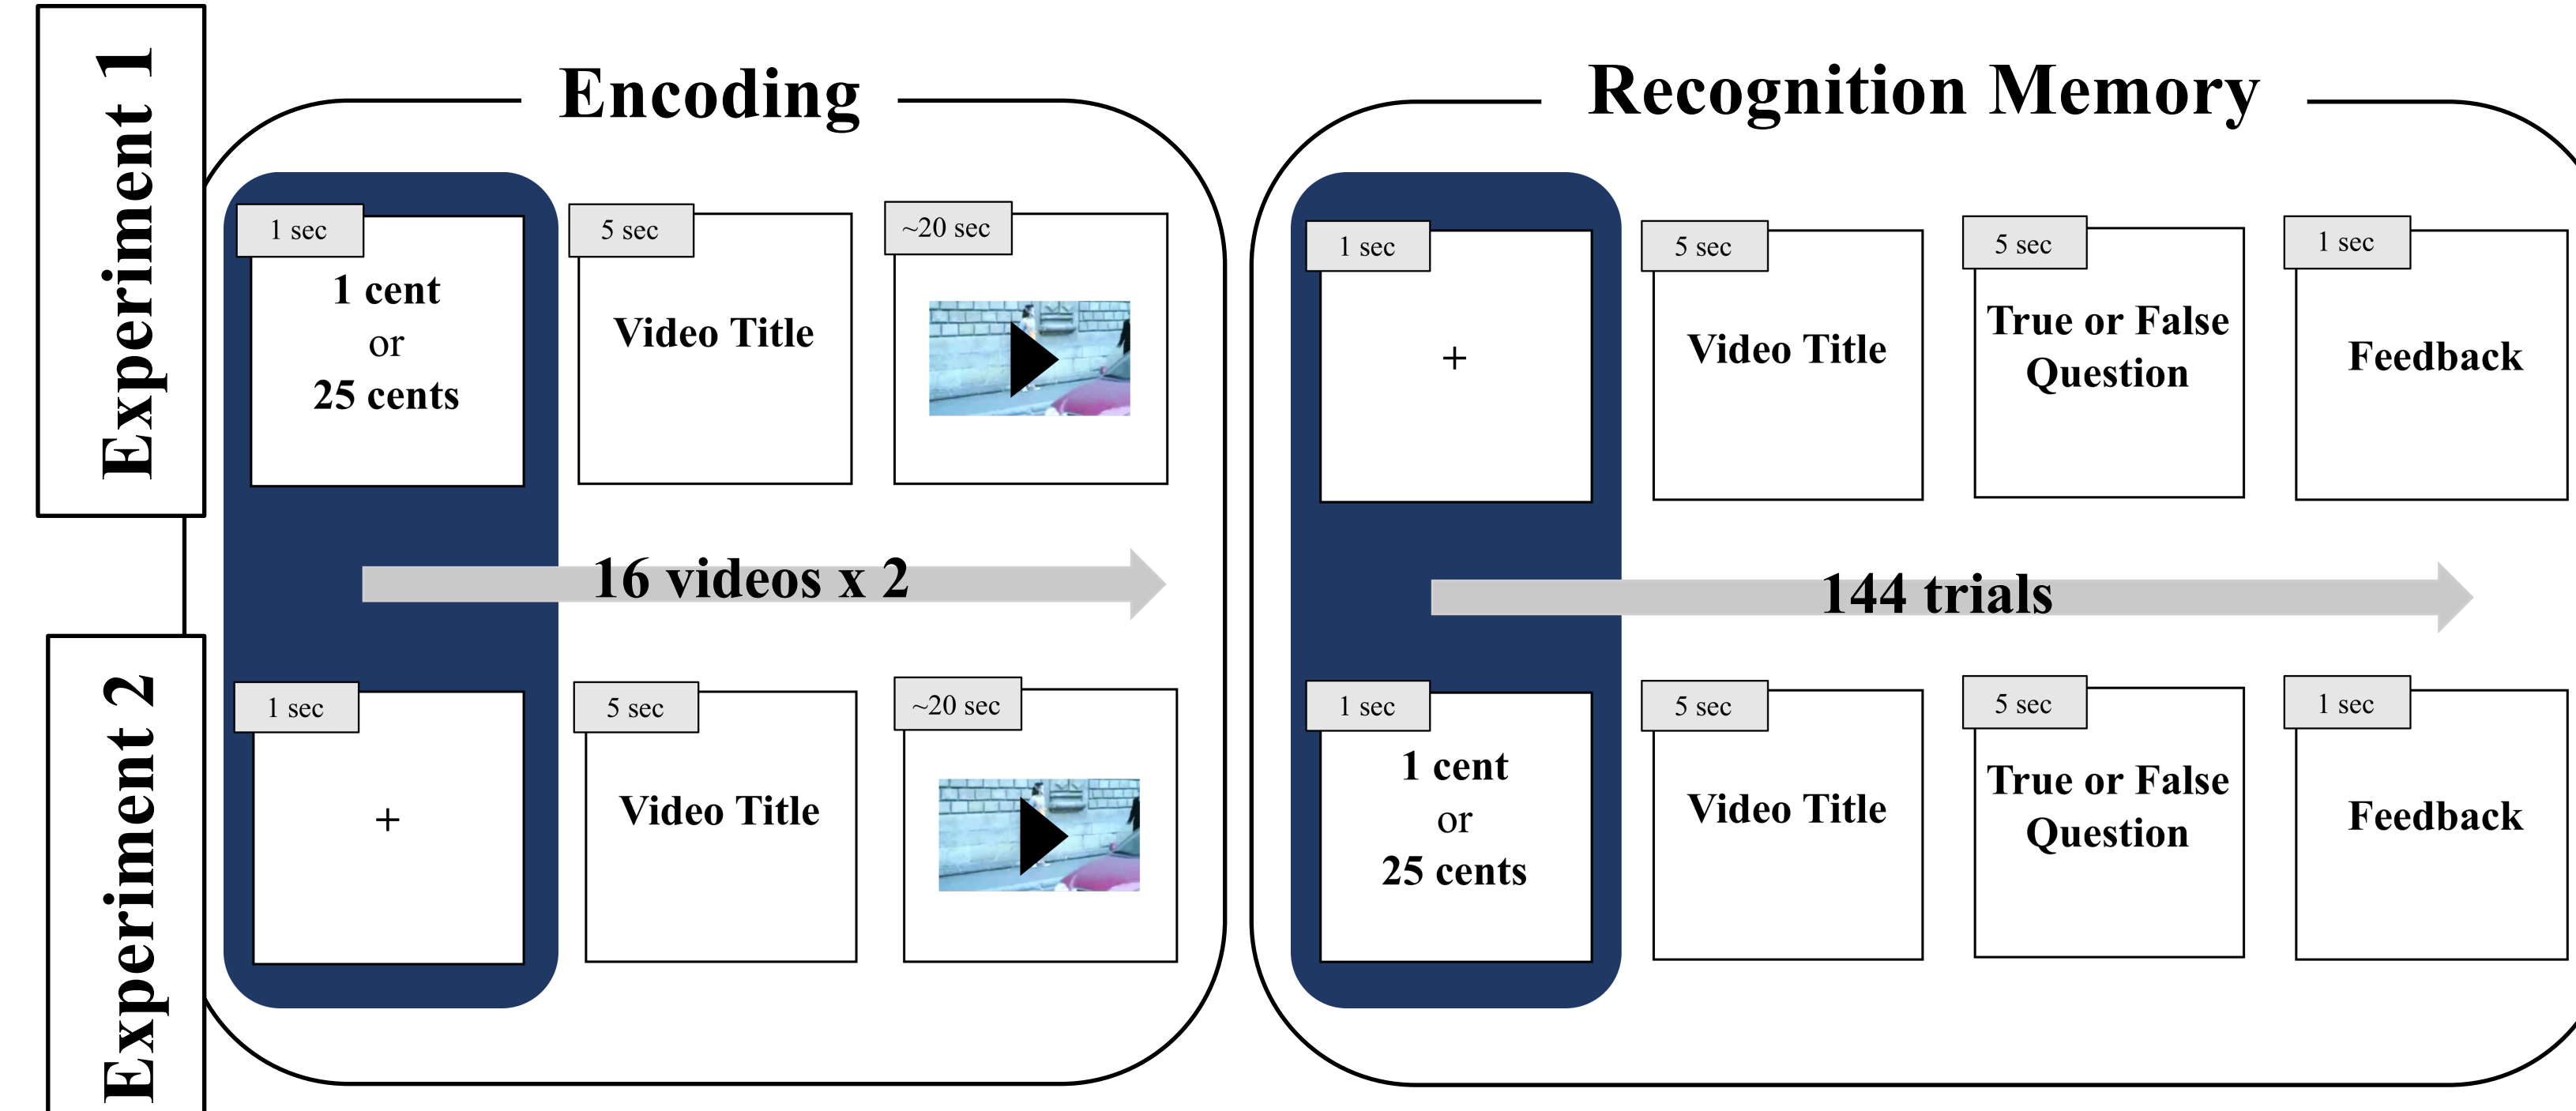 Experiment 1
Encoding
1 sec
1 cent
or
25 cents
5 sec
Video Title
~20 sec
16 videos x 2
Recognition Memory
1 sec
+
5 sec
Video Title
5 sec
True or False
Question
1 sec
Feedback
144 trials
Experiment 2
1 sec
+
5 sec
Video Title
~20 sec
1 sec
1 cent
or
25 cents
5 sec
Video Title
5 sec
True or False
Question
1 sec
Feedback